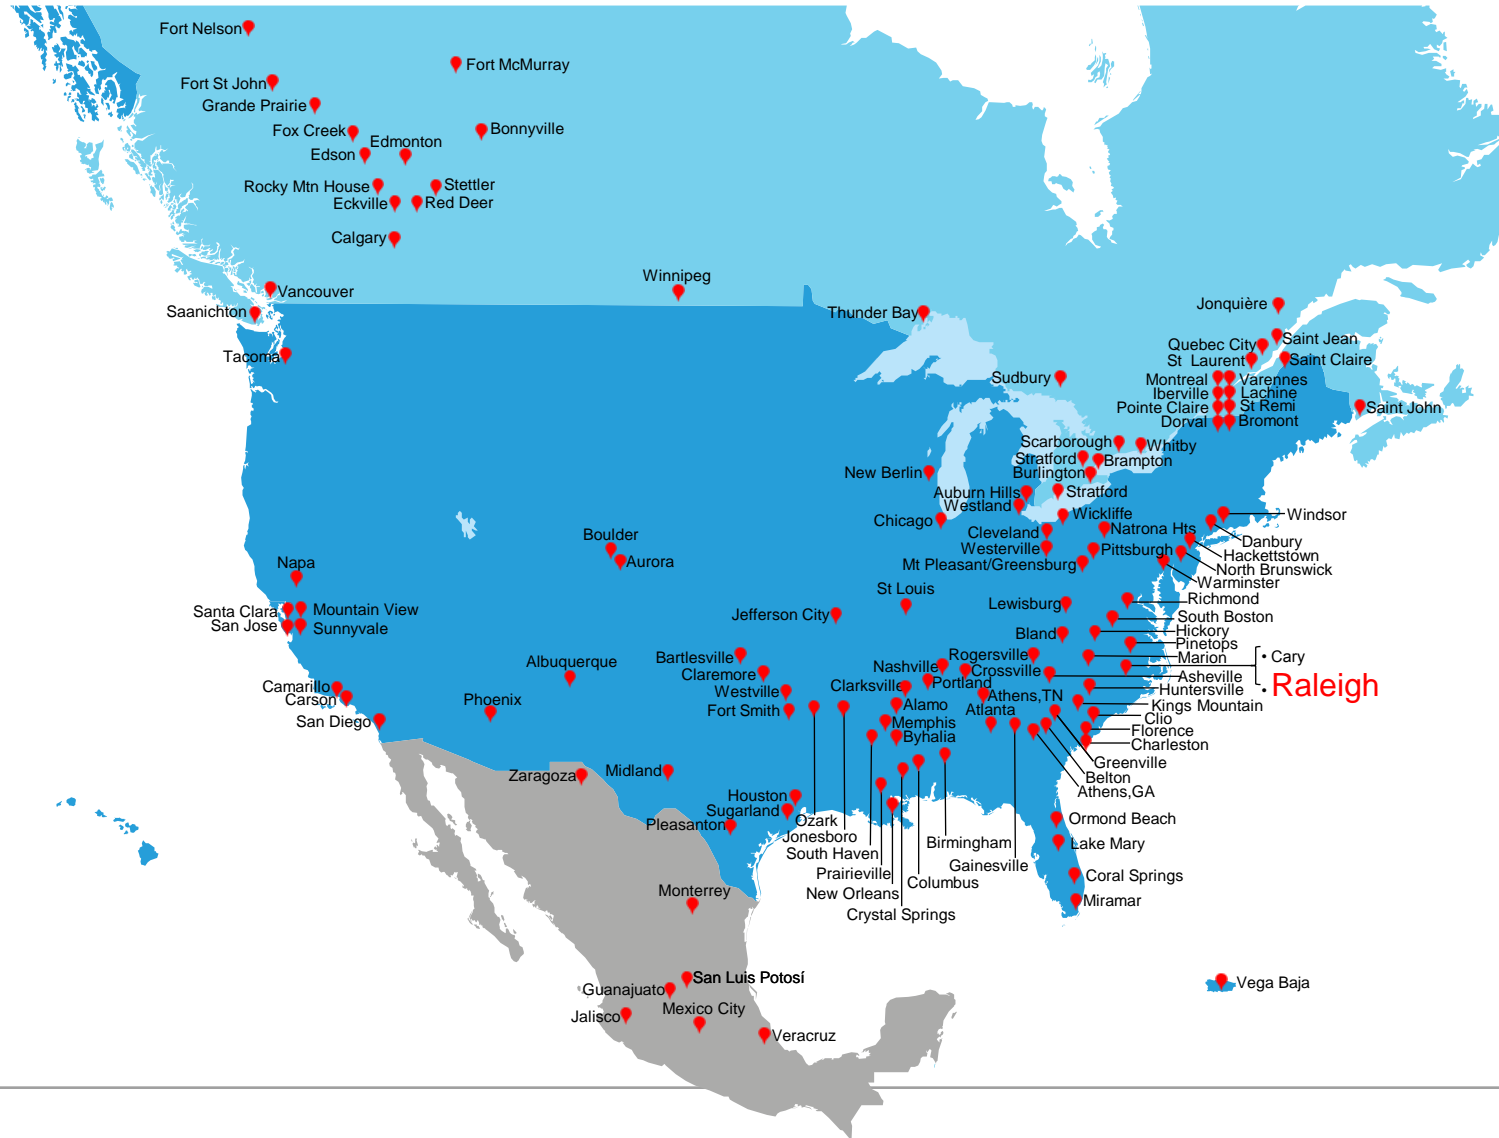 Fort Nelson
Fort McMurray
Fort St John
Grande Prairie
Fox Creek
Bonnyville
Edmonton
Edson
Rocky Mtn House
Stettler
Eckville
Red Deer
Calgary
Winnipeg
Vancouver
Saanichton
Thunder Bay
Jonquière
Tacoma
Saint Jean
Quebec City
St Laurent
Saint Claire
Sudbury
Montreal
Varennes
Iberville
Lachine
Pointe Claire
St Remi
Saint John
Dorval
Bromont
Scarborough
Whitby
Stratford
Brampton
New Berlin
Burlington
Auburn Hills
Stratford
Westland
Chicago
Wickliffe
Windsor
Cleveland
Natrona Hts
Boulder
Danbury
Westerville
Pittsburgh
Hackettstown
Aurora
Mt Pleasant/Greensburg
North Brunswick
Napa
Warminster
St Louis
Lewisburg
Richmond
Santa Clara
Mountain View
Jefferson City
South Boston
San Jose
Sunnyvale
Bland
Hickory
Pinetops
Bartlesville
Rogersville
Marion
• Cary
Albuquerque
Nashville
Claremore
Crossville
Asheville
Camarillo
Westville
Clarksville
Portland
Huntersville
• Raleigh
Carson
Phoenix
Athens,TN
Fort Smith
Alamo
Kings Mountain
San Diego
Atlanta
Memphis
Clio
Byhalia
Florence
Charleston
Greenville
Zaragoza
Midland
Belton
Athens,GA
Houston
Sugarland
Ozark
Ormond Beach
Pleasanton
Jonesboro
Birmingham
Lake Mary
South Haven
Gainesville
Prairieville
Coral Springs
Columbus
Monterrey
New Orleans
Miramar
Crystal Springs
San Luis Potosí
Vega Baja
Guanajuato
Mexico City
Jalisco
Veracruz